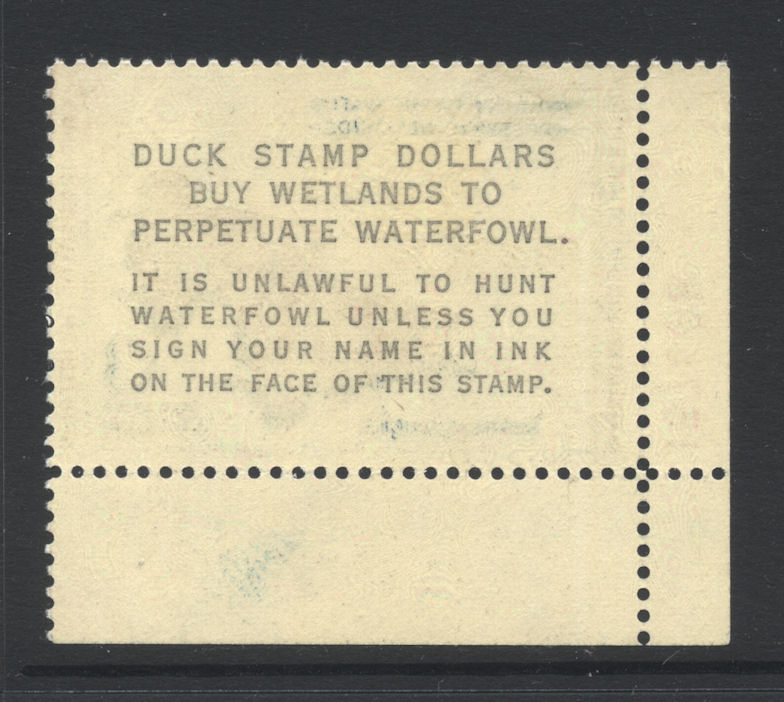 DUCK STAMP DOLLARS
BUY WETLANDS TO
PERPETUATE WATERFOWL.
IT IS UNLAWFUL TO HUNT
WATERFOWL UNLESS YOU
SIGN YOUR NAME IN INK
ON THE FACE OF THIS STAMP.